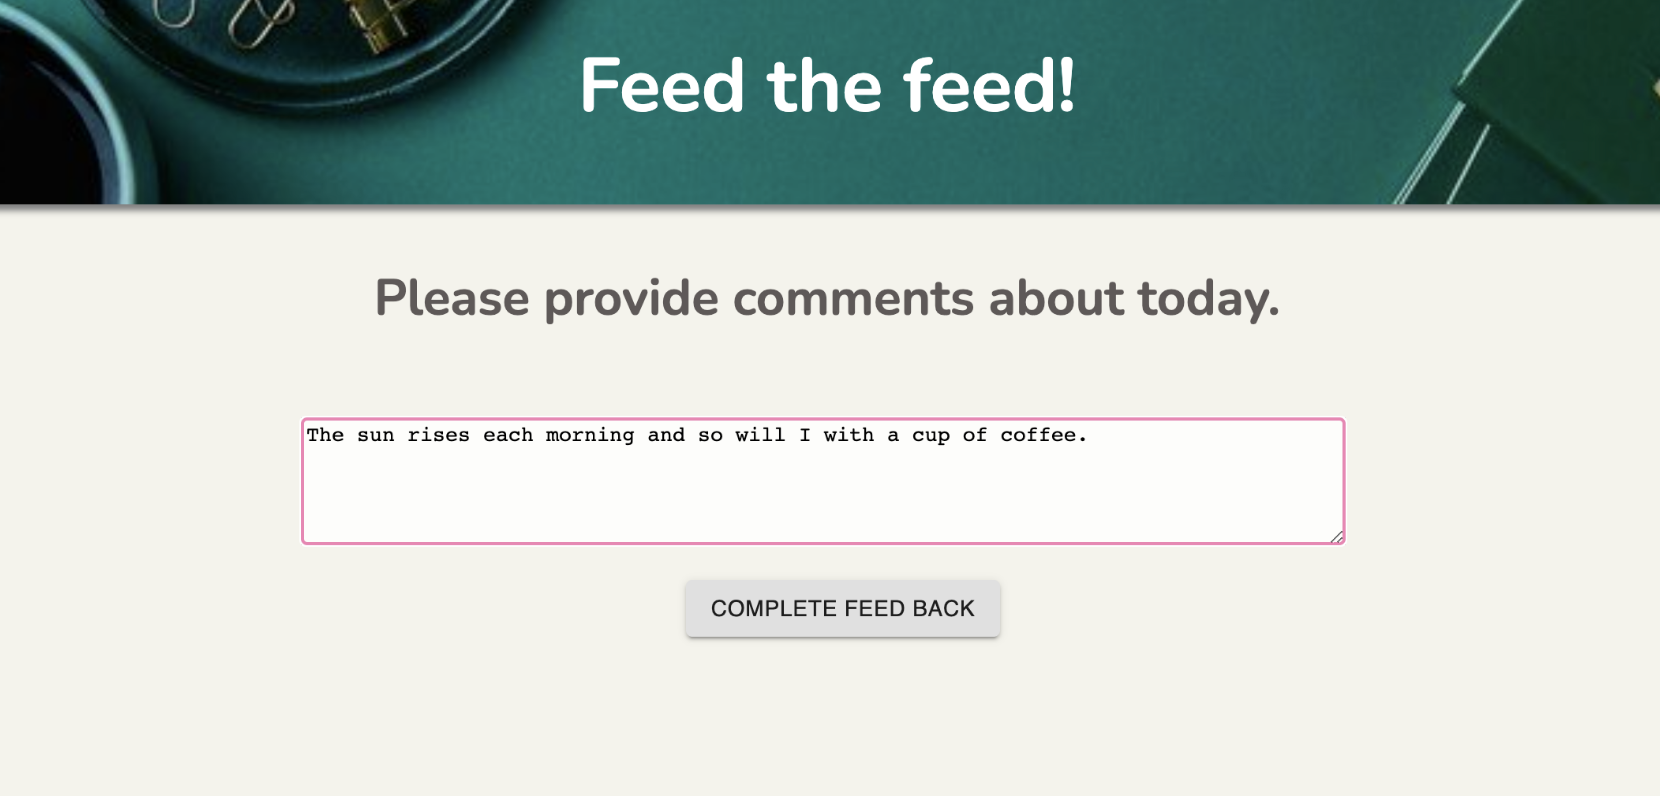 Feed the feed!
Please provide comments about today.
The sun rises each morning and so will I with a cup of coffee.
COMPLETE FEED BACK